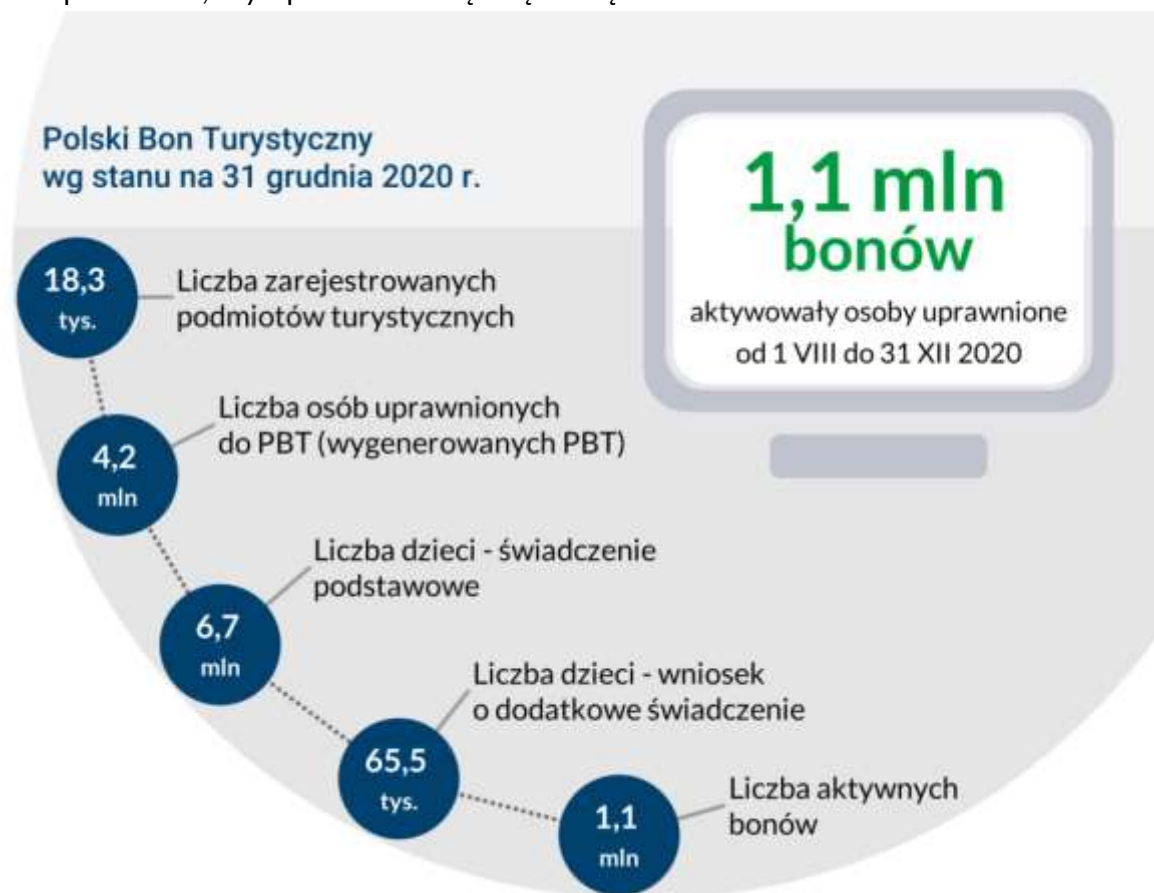 Polski Bon Turystyczny
wg stanu na 31 grudnia 2020 r.
1,1 mln
bonów
aktywowały osoby uprawnione
od 1 VIII do 31 XII 2020
18,3
tys.
Liczba zarejestrowanych
podmiotów turystycznych
4,2
mln
Liczba osób uprawnionych
do PBT (wygenerowanych PBT)
6,7
mln
Liczba dzieci - świadczenie
podstawowe
65,5
tys.
Liczba dzieci - wniosek
o dodatkowe świadczenie
1,1
mln
Liczba aktywnych
bonów